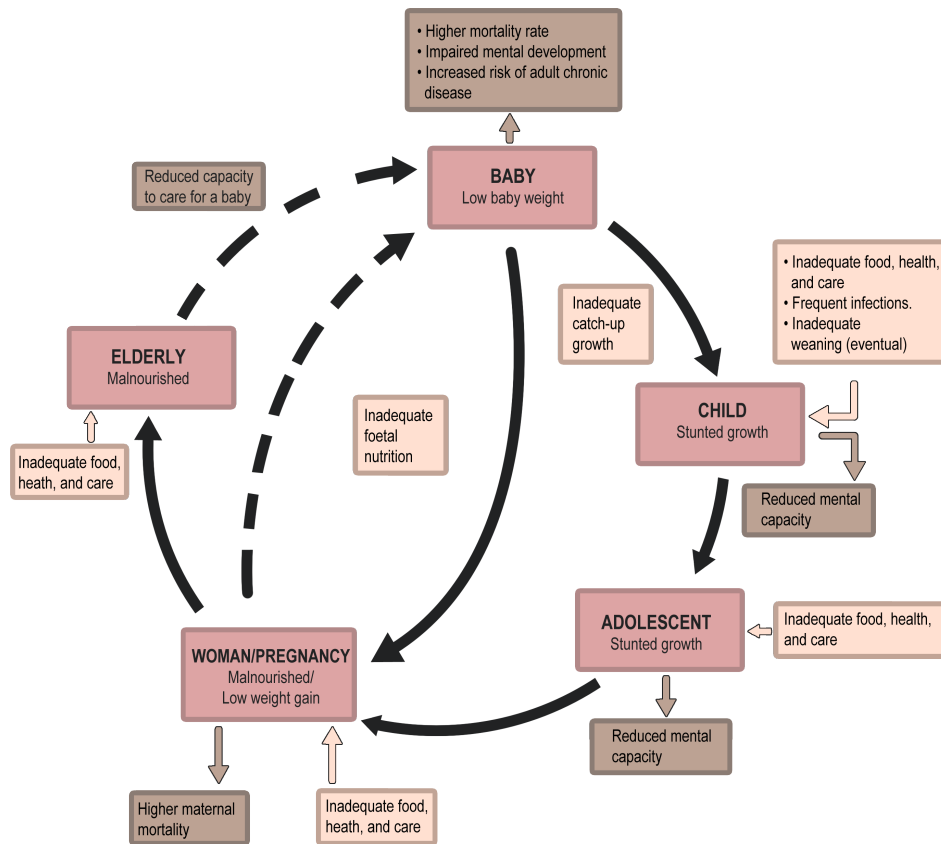 • Higher mortality rate
• Impaired mental development
• Increased risk of adult chronic
disease
BABY
Low baby weight
Reduced capacity
to care for a baby
• Inadequate food, health,
and care
• Frequent infections.
• Inadequate
weaning (eventual)
Inadequate
catch-up
growth
ELDERLY
Malnourished
CHILD
Stunted growth
Inadequate
foetal
nutrition
Inadequate food,
heath, and care
Reduced mental
capacity
ADOLESCENT
Stunted growth
Inadequate food, health,
and care
WOMAN/PREGNANCY
Malnourished/
Low weight gain
Reduced mental
capacity
Higher maternal
mortality
Inadequate food,
heath, and care